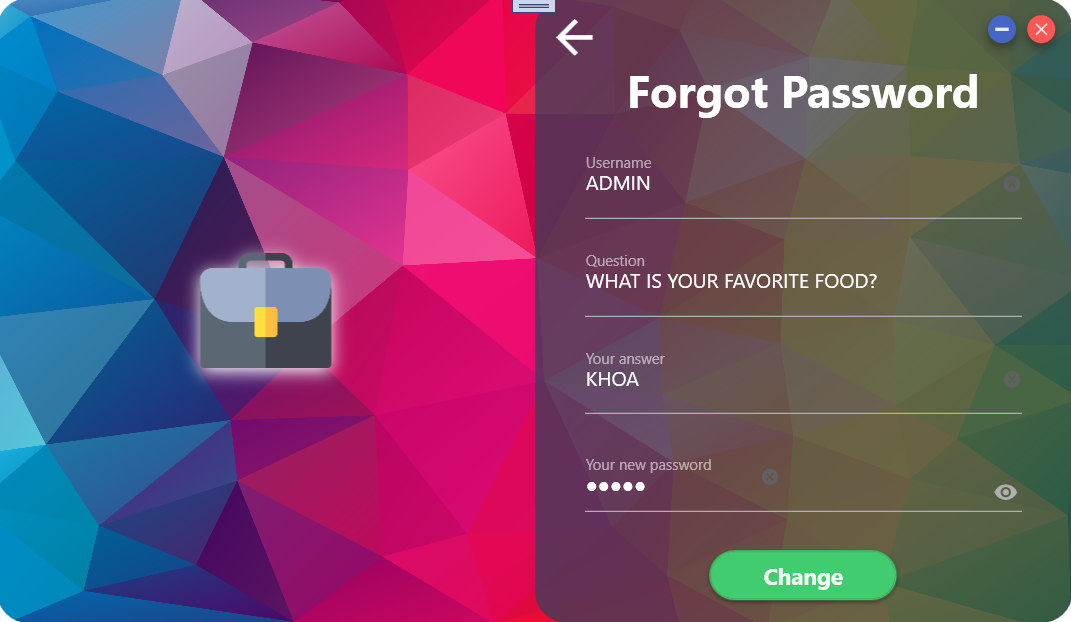 Forgot Password
Username
ADMIN
Question
WHAT IS YOUR FAVORITE FOOD?
Your answer
KHOA
Your new password
●●●●●
Change